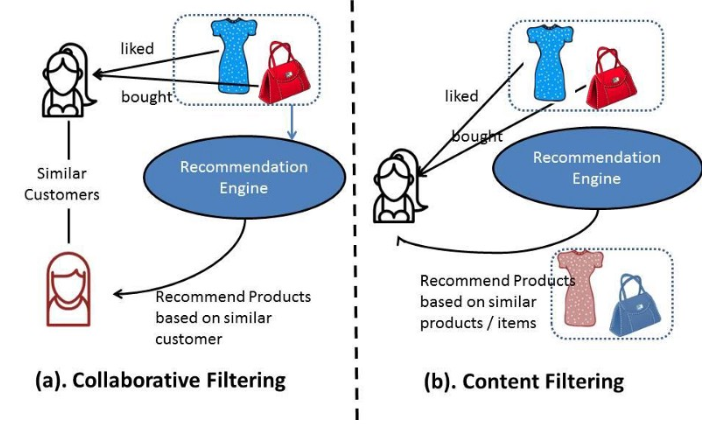 liked
bought
Recommendation
Engine
Similar
Customers
Recommend Products
based on similar
customer
(a). Collaborative Filtering
liked
bought
Recommendation
Engine
Recommend Products
based on similar
products / items
(b). Content Filtering